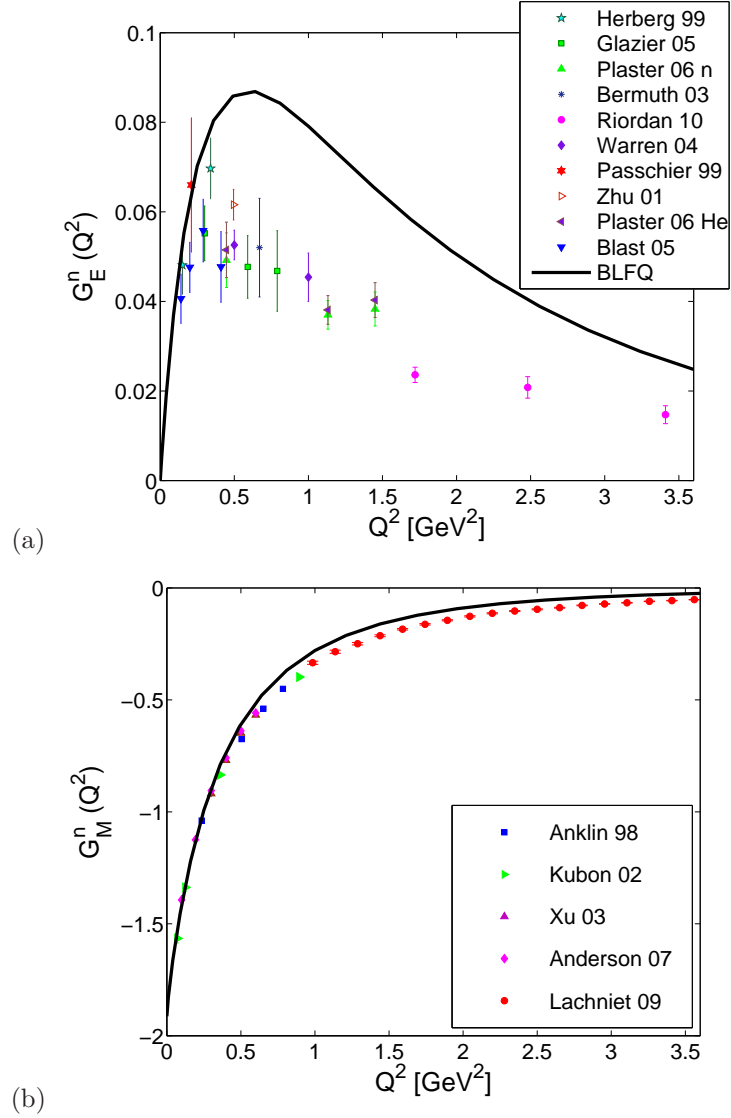 Herberg 99
Glazier 05
Plaster 06 n
Bermuth 03
Riordan 10
Warren 04
Passchier 99
Zhu 01
Plaster 06 He
Blast 05
BLFQ
0.1
0.08
0.06
0.04
0.02
0
G_E^n (Q^2)
0 0.5 1 1.5 2 2.5 3 3.5
Q^2 [GeV^2]
(a)
0
−0.5
−1
−1.5
−2
G_M^n (Q^2)
Anklin 98
Kubon 02
Xu 03
Anderson 07
Lachniet 09
0 0.5 1 1.5 2 2.5 3 3.5
Q^2 [GeV^2]
(b)